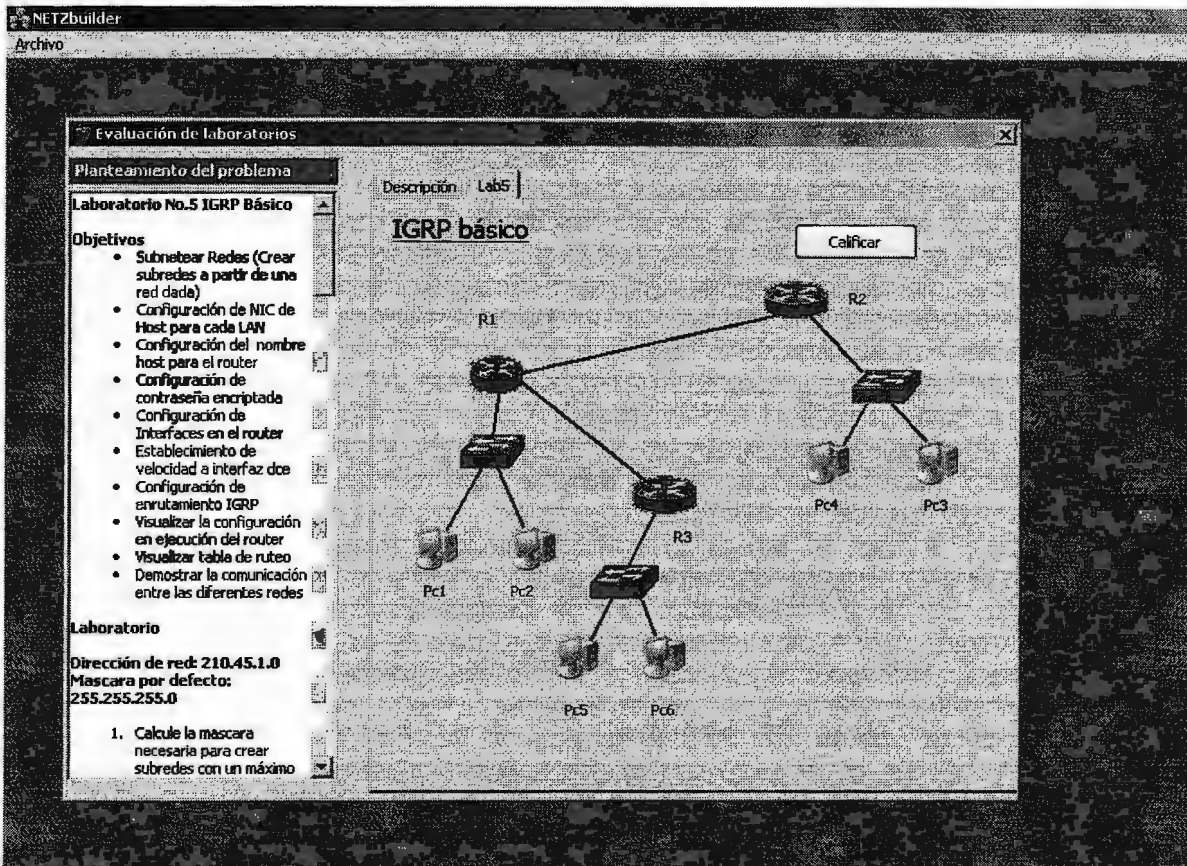 NETZbuilder
Archivo
Evaluación de laboratorios
Planteamiento del problema
Laboratorio No.5 IGRP Básico
Objetivos
• Subnetear Redes (Crear
subredes a partir de una
red dada)
• Configuración de NIC de
Host para cada LAN
• Configuración del nombre
host para el router
• Configuración de
contraseña encriptada
• Configuración de
Interfaces en el router
• Establecimiento de
velocidad a interfaz dce
• Configuración de
enrutamiento IGRP
• Visualizar la configuración
en ejecución del router
• Visualizar tabla de ruteo
• Demostrar la comunicación
entre las diferentes redes
Laboratorio
Dirección de red: 210.45.1.0
Mascara por defecto:
255.255.255.0
1. Calcule la mascara
necesaria para crear
subredes con un máximo
Descripción Lab5
IGRP básico
Calificar
R2
R1
Pc4
Pc3
R3
Pc1
Pc2
Pc5
Pc6